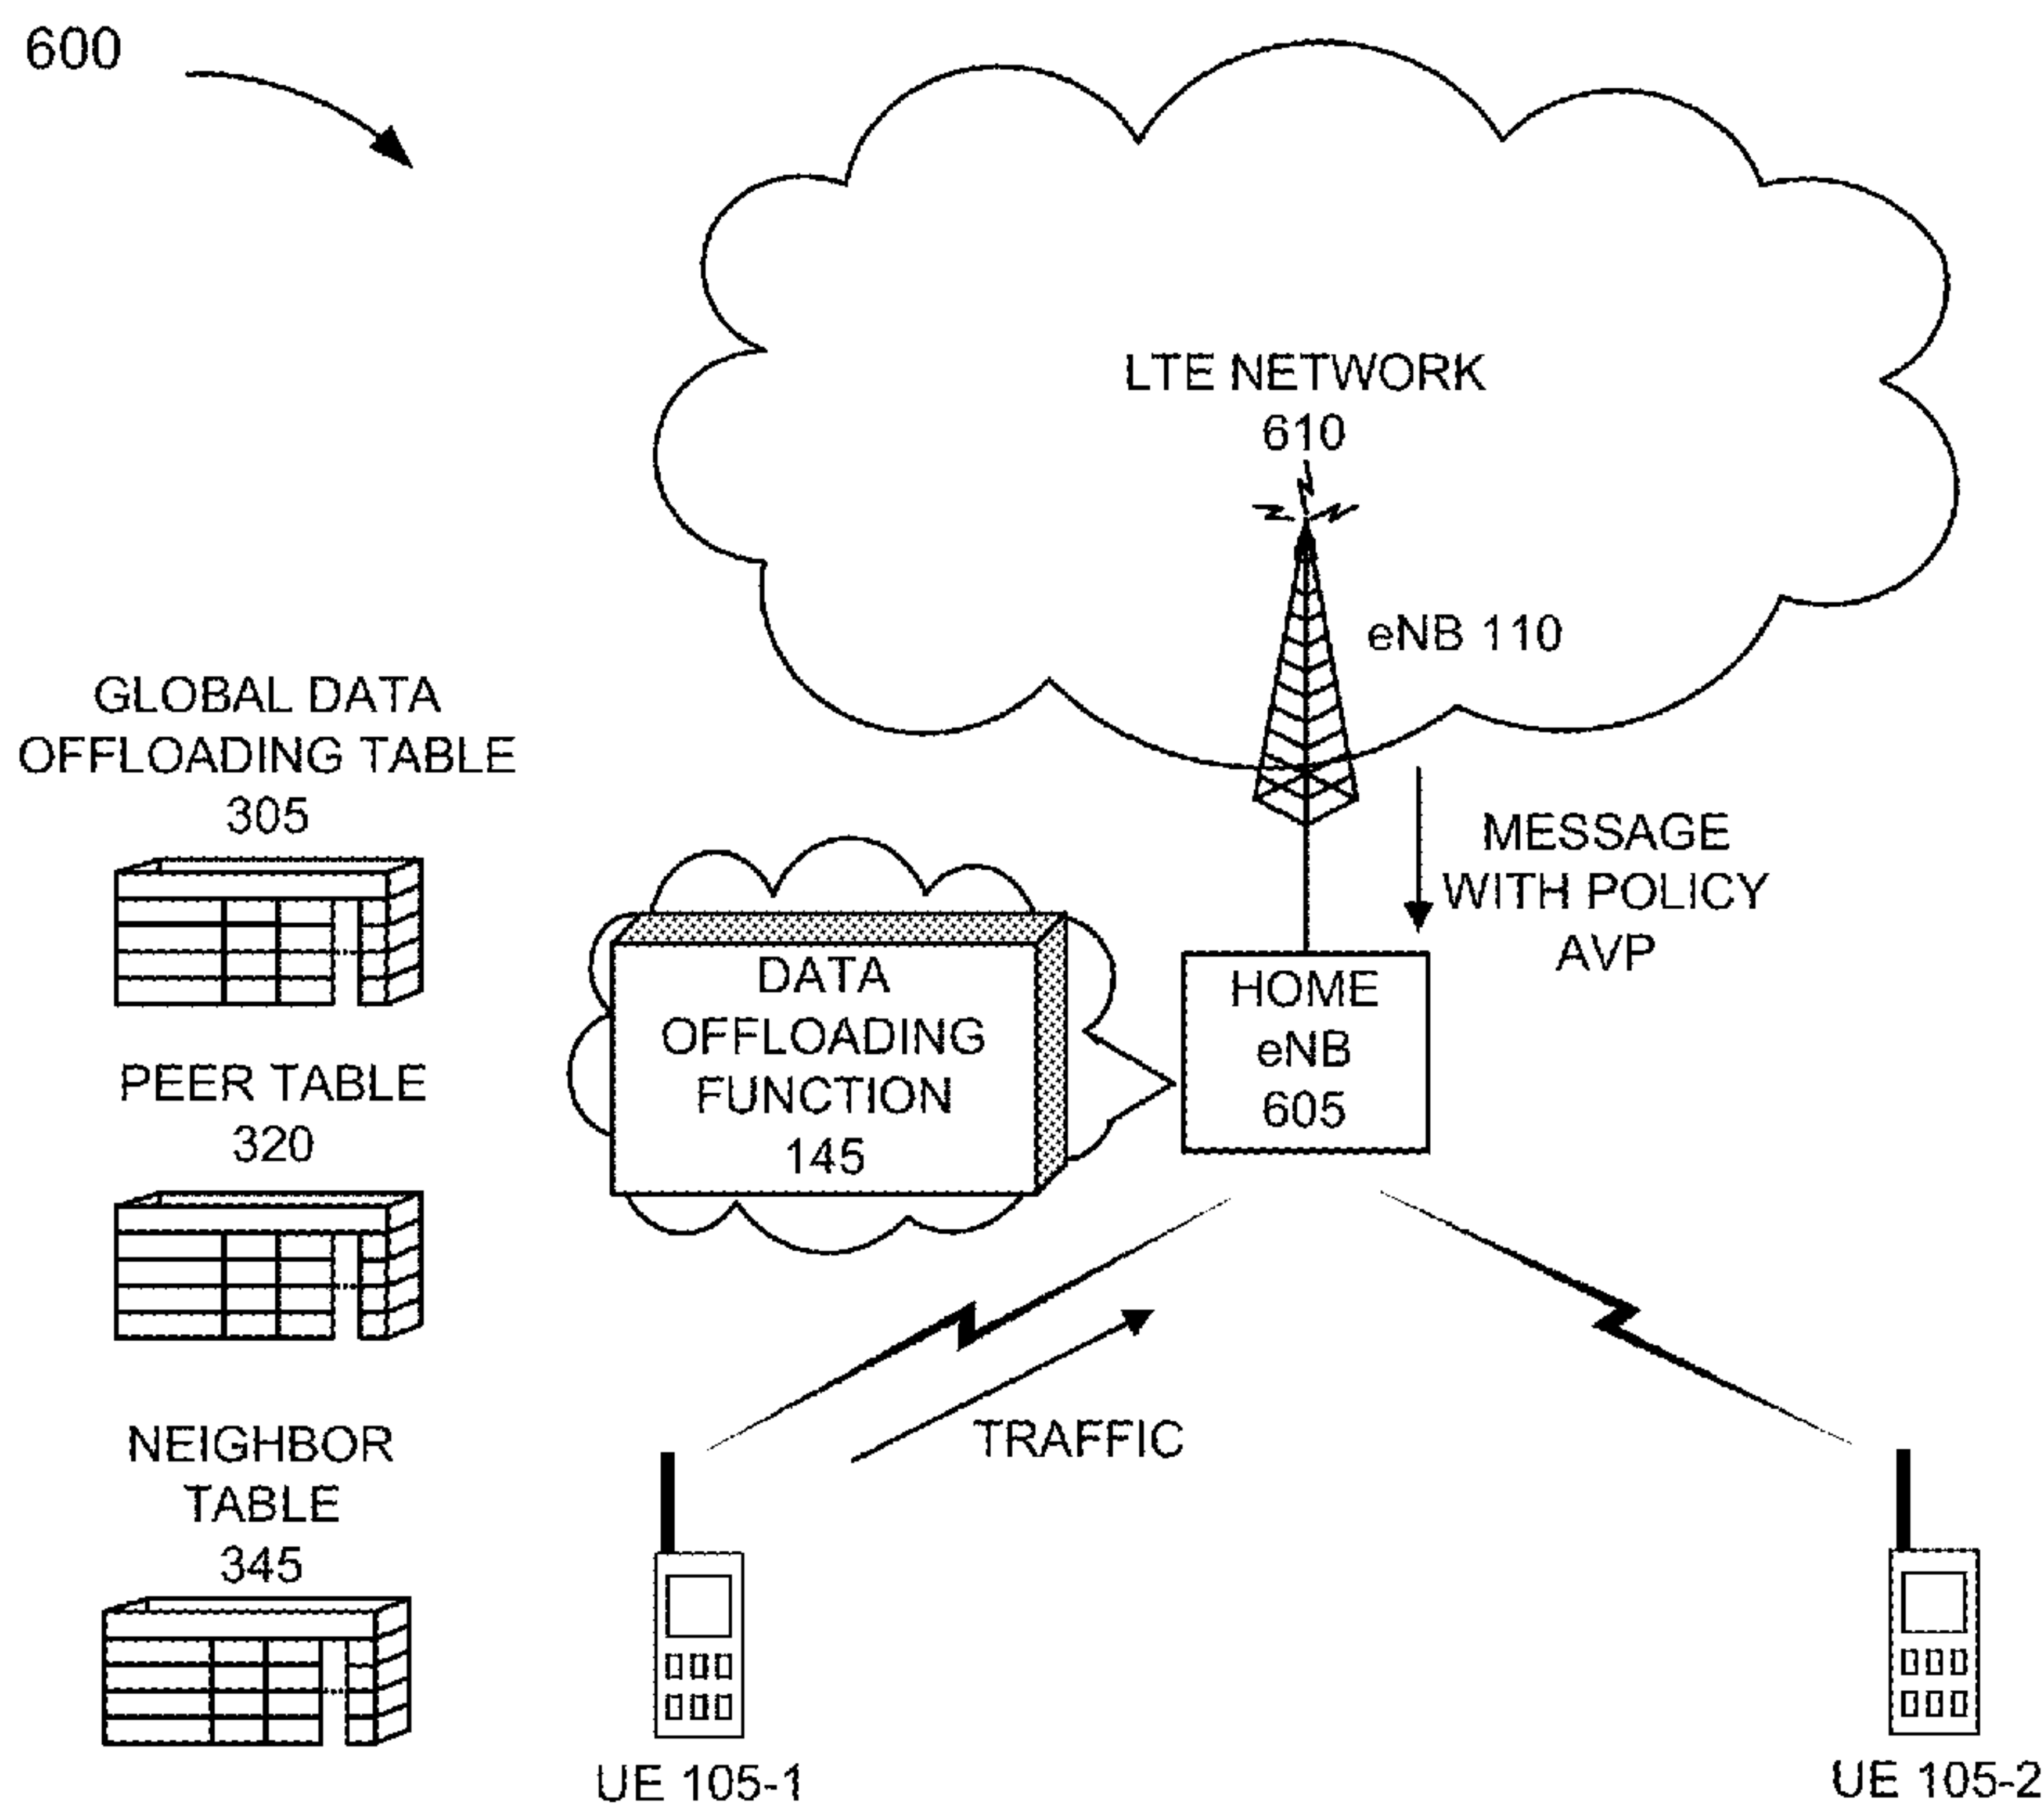 600
LTE NETWORK
610
eNB 110
GLOBAL DATA
OFFLOADING TABLE
305
MESSAGE
WITH POLICY
AVP
DATA
OFFLOADING
FUNCTION
145
HOME
eNB
605
PEER TABLE
320
TRAFFIC
NEIGHBOR
TABLE
345
UE 105-1
UE 105-2